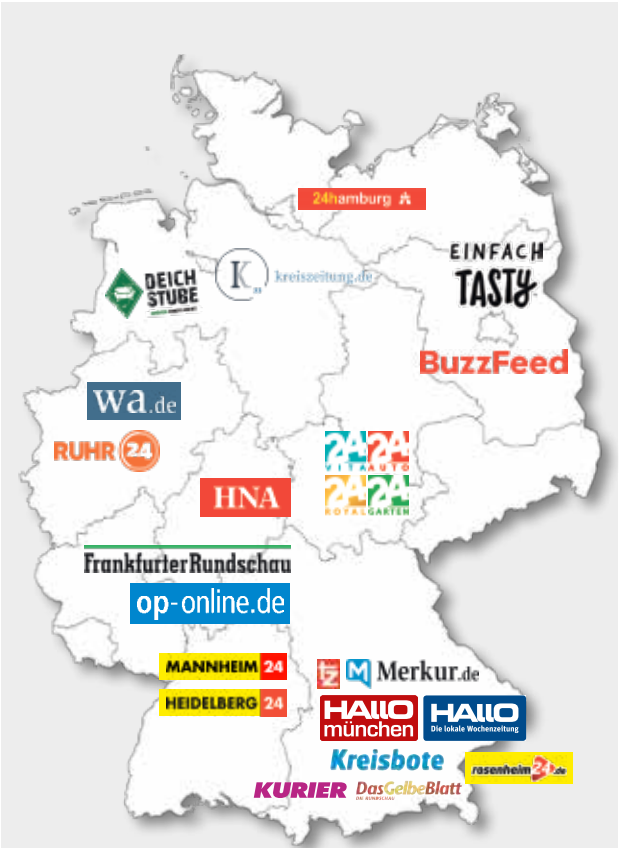 24hamburg
EINFACH
TASTY
DEICH
STUBE
K
kreiszeitung.de
BuzzFeed
wa.de
RUHR 24
24 24
VITA AUTO
24 24
ROYAL GARTEN
HNA
Frankfurter Rundschau
op-online.de
MANNHEIM 24
HEIDELBERG 24
tz Merkur.de
HALLO
münchen
HALLO
Die lokale Wochenzeitung
Kreisbote
rosenheim24.de
KURIER
DasGelbeBlatt